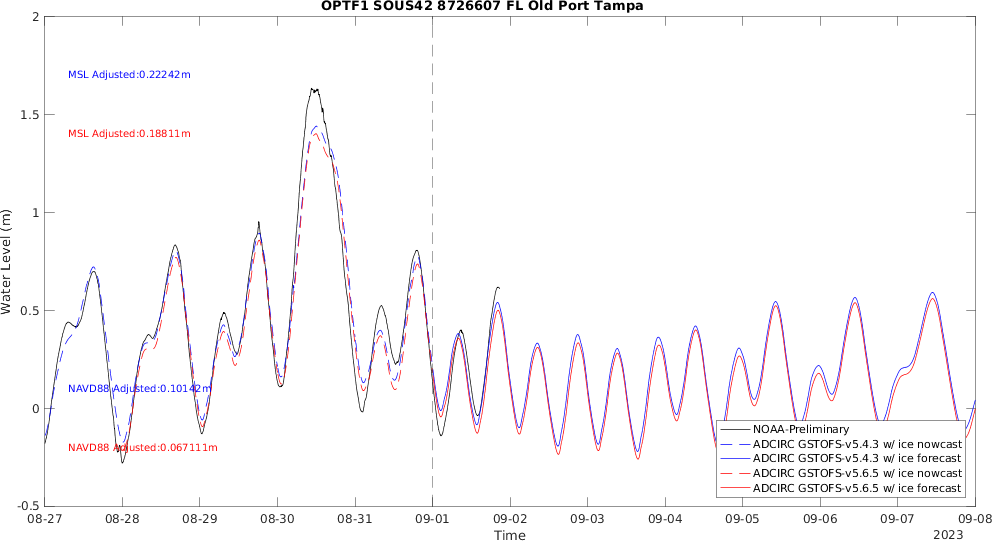 OPTF1 SOUS42 8726607 FL Old Port Tampa
Water Level (m)
2
1.5
1
0.5
0
-0.5
MSL Adjusted:0.22242m
MSL Adjusted:0.18811m
NAVD88 Adjusted:0.10142m
NAVD88 Adjusted:0.067111m
NOAA-Preliminary
ADCIRC GSTOFS-v5.4.3 w/ ice nowcast
ADCIRC GSTOFS-v5.4.3 w/ ice forecast
ADCIRC GSTOFS-v5.6.5 w/ ice nowcast
ADCIRC GSTOFS-v5.6.5 w/ ice forecast
08-27 08-28 08-29 08-30 08-31 09-01 09-02 09-03 09-04 09-05 09-06 09-07 09-08
Time
2023